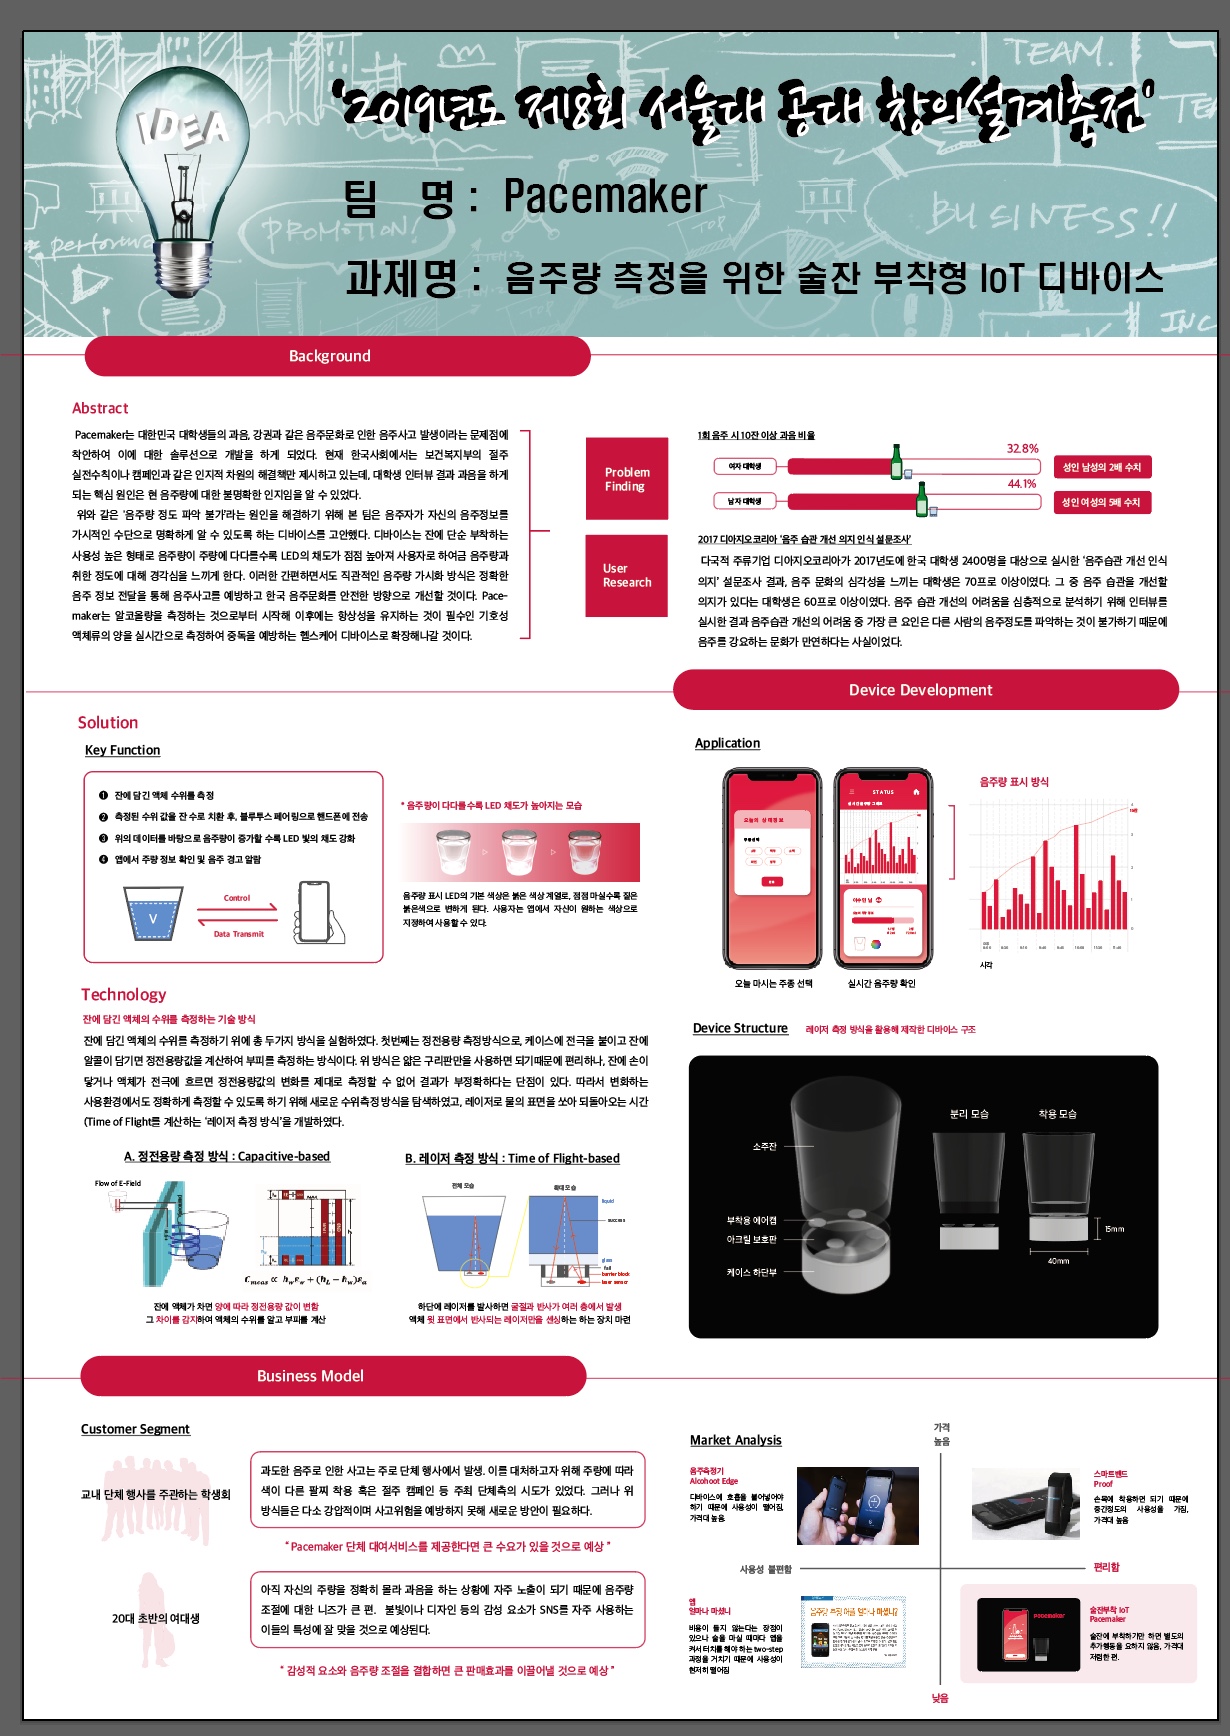 IDEA
'2019년도 제8회 서울대 공대 창의설계축전'
TEAM.
팀 명 : Pacemaker
PROMOTION!
BUSINESS!!
과제명 : 음주량 측정을 위한 술잔 부착형 IoT 디바이스
Background
Abstract
Pacemaker는 대한민국 대학생들의 과음, 강권과 같은 음주문화로 인한 음주사고 발생이라는 문제점에
착안하여 이에 대한 솔루션으로 개발을 하게 되었다. 현재 한국사회에서는 보건복지부의 절주
실전수칙이나 캠페인과 같은 인지적 차원의 해결책만 제시하고 있는데, 대학생 인터뷰 결과 과음을 하게
되는 핵심 원인은 현 음주량에 대한 불명확한 인지임을 알 수 있었다.
위와 같은 '음주량 정도 파악 불가'라는 원인을 해결하기 위해 본 팀은 음주자가 자신의 음주정보를
가시적인 수단으로 명확하게 알 수 있도록 하는 디바이스를 고안했다. 디바이스는 잔에 단순 부착하는
사용성 높은 형태로 음주량이 주량에 다다를수록 LED의 채도가 점점 높아져 사용자로 하여금 음주량과
취한 정도에 대해 경각심을 느끼게 한다. 이러한 간편하면서도 직관적인 음주량 가시화 방식은 정확한
음주 정보 전달을 통해 음주사고를 예방하고 한국 음주문화를 안전한 방향으로 개선할 것이다. Pace-
maker는 알코올량을 측정하는 것으로부터 시작해 이후에는 항상성을 유지하는 것이 필수인 기호성
액체류의 양을 실시간으로 측정하여 중독을 예방하는 헬스케어 디바이스로 확장해나갈 것이다.
Problem
Finding
User
Research
1회 음주 시 10잔 이상 과음 비율
32.8%
여자 대학생
성인 남성의 2배 수치
44.1%
남자 대학생
성인 여성의 5배 수치
2017 디아지오코리아 '음주 습관 개선 의지 인식 설문조사'
다국적 주류기업 디아지오코리아가 2017년도에 한국 대학생 2400명을 대상으로 실시한 '음주습관 개선 인식
의지' 설문조사 결과, 음주 문화의 심각성을 느끼는 대학생은 70프로 이상이었다. 그 중 음주 습관을 개선할
의지가 있다는 대학생은 60프로 이상이였다. 음주 습관 개선의 어려움을 심층적으로 분석하기 위해 인터뷰를
실시한 결과 음주습관 개선의 어려움 중 가장 큰 요인은 다른 사람의 음주정도를 파악하는 것이 불가하기 때문에
음주를 강요하는 문화가 만연하다는 사실이었다.
Solution
Key Function
❶ 잔에 담긴 액체 수위를 측정
❷ 측정된 수위 값을 잔 수로 치환 후, 블루투스 페어링으로 핸드폰에 전송
❸ 위의 데이터를 바탕으로 음주량이 증가할 수록 LED 빛의 채도 강화
❹ 앱에서 주량 정보 확인 및 음주 경고 알람
V
Control
Data Transmit
* 음주량이 다다를수록 LED 채도가 높아지는 모습
음주량 표시 LED의 기본 색상은 붉은 색상 계열로, 점점 마실수록 짙은
붉은색으로 변하게 된다. 사용자는 앱에서 자신이 원하는 색상으로
지정하여 사용할 수 있다.
Technology
잔에 담긴 액체의 수위를 측정하는 기술 방식
잔에 담긴 액체의 수위를 측정하기 위해 총 두가지 방식을 실험하였다. 첫번째는 정전용량 측정방식으로, 케이스에 전극을 붙이고 잔에
알콜이 담기면 정전용량값을 계산하여 부피를 측정하는 방식이다. 위 방식은 얇은 구리판만을 사용하면 되기때문에 편리하나, 잔에 손이
닿거나 액체가 전극에 흐르면 정전용량값의 변화를 제대로 측정할 수 없어 결과가 부정확하다는 단점이 있다. 따라서 변화하는
사용환경에서도 정확하게 측정할 수 있도록 하기 위해 새로운 수위측정 방식을 탐색하였고, 레이저로 물의 표면을 쏘아 되돌아오는 시간
(Time of Flight를 계산하는 '레이저 측정 방식'을 개발하였다.
A. 정전용량 측정 방식 : Capacitive-based
Flow of E-Field
C_meas ∝ h_w ε_w + (h_L − h_w) ε_a
잔에 액체가 차면 양에 따라 정전용량 값이 변함
그 차이를 감지하여 액체의 수위를 알고 부피를 계산
B. 레이저 측정 방식 : Time of Flight-based
전체 모습
확대 모습
liquid
success
glass
fail
barrier block
laser sensor
하단에 레이저를 발사하면 굴절과 반사가 여러 층에서 발생
액체 윗 표면에서 반사되는 레이저만을 센싱하는 하는 장치 마련
Device Development
Application
오늘의 상태정보
STATUS
오늘 마시는 주종 선택
실시간 음주량 확인
음주량 표시 방식
시각
Device Structure
레이저 측정 방식을 활용해 제작한 디바이스 구조
소주잔
부착용 에어캡
아크릴 보호판
케이스 하단부
분리 모습
착용 모습
15mm
40mm
Business Model
Customer Segment
교내 단체 행사를 주관하는 학생회
과도한 음주로 인한 사고는 주로 단체 행사에서 발생. 이를 대처하고자 위해 주량에 따라
색이 다른 팔찌 착용 혹은 절주 캠페인 등 주최 단체측의 시도가 있었다. 그러나 위
방식들은 다소 강압적이며 사고위험을 예방하지 못해 새로운 방안이 필요하다.
" Pacemaker 단체 대여서비스를 제공한다면 큰 수요가 있을 것으로 예상 "
20대 초반의 여대생
아직 자신의 주량을 정확히 몰라 과음을 하는 상황에 자주 노출이 되기 때문에 음주량
조절에 대한 니즈가 큰 편. 불빛이나 디자인 등의 감성 요소가 SNS를 자주 사용하는
이들의 특성에 잘 맞을 것으로 예상된다.
" 감성적 요소와 음주량 조절을 결합하면 큰 판매효과를 이끌어낼 것으로 예상 "
Market Analysis
가격
높음
음주측정기
Alcohoot Edge
디바이스에 호흡을 불어넣어야
하기 때문에 사용성이 떨어짐,
가격대 높음.
스마트밴드
Proof
손목에 착용하면 되기 때문에
중간정도의 사용성을 가짐,
가격대 높음
사용성 불편함
편리함
앱
얼마나 마셨니
비용이 들지 않는다는 장점이
있으나 술을 마실 때마다 앱을
켜서 터치를 해야 하는 two-step
과정을 거치기 때문에 사용성이
현저히 떨어짐
음주량 측정 어플 얼마나 마셨니?
pacemaker
술잔부착 IoT
Pacemaker
술잔에 부착하기만 하면 별도의
추가행동을 요하지 않음, 가격대
저렴한 편.
낮음